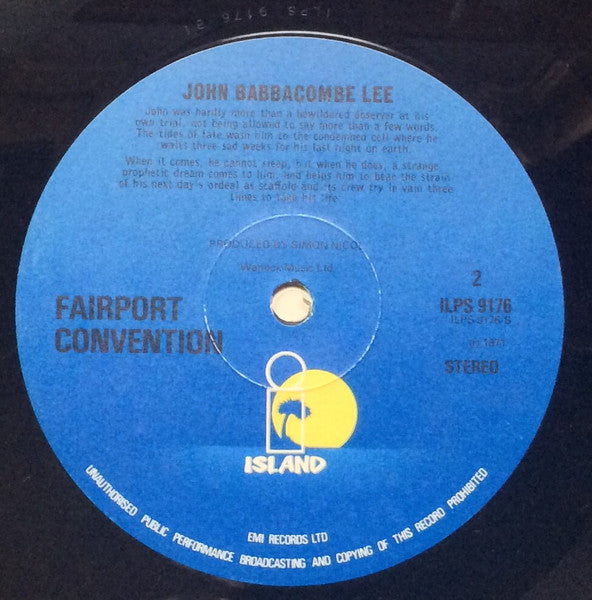 ILPS 9176 B1
JOHN BABBACOMBE LEE
John was hardly more than a bewildered observer at his
own trial, not being allowed to say more than a few words.
The tides of fate wash him to the condemned cell where he
waits three sad weeks for his last night on earth.
When it comes, he cannot sleep, but when he does, a strange
prophetic dream comes to him, and helps him to bear the strain
of his next day's ordeal as scaffold and its crew try in vain three
times to take his life.
PRODUCED BY SIMON NICOL
Warlock Music Ltd.
FAIRPORT
CONVENTION
2
ILPS 9176
ILPS-9176-S
℗ 1971
STEREO
ISLAND
EMI RECORDS LTD
UNAUTHORISED PUBLIC PERFORMANCE BROADCASTING AND COPYING OF THIS RECORD PROHIBITED